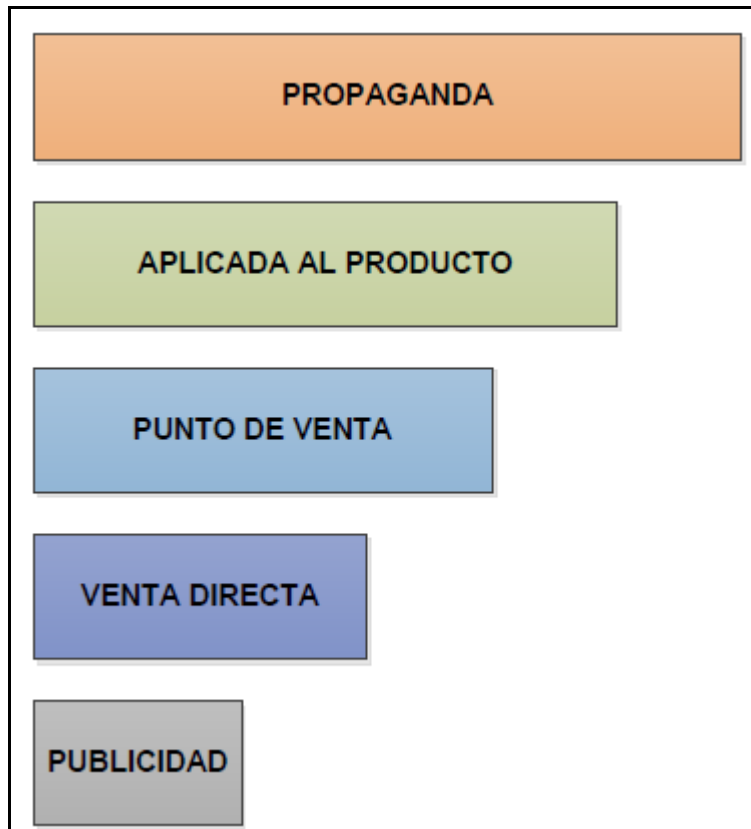 PROPAGANDA
APLICADA AL PRODUCTO
PUNTO DE VENTA
VENTA DIRECTA
PUBLICIDAD